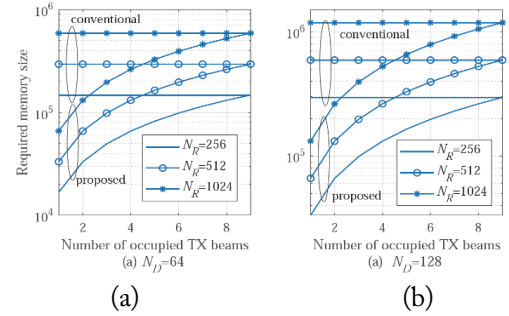 10^6
conventional
10^5
Required memory size
N_R=256
N_R=512
N_R=1024
proposed
10^4
2 4 6 8
Number of occupied TX beams
(a) N_D=64
(a)
10^6
conventional
10^5
N_R=256
N_R=512
N_R=1024
proposed
2 4 6 8
Number of occupied TX beams
(a) N_D=128
(b)